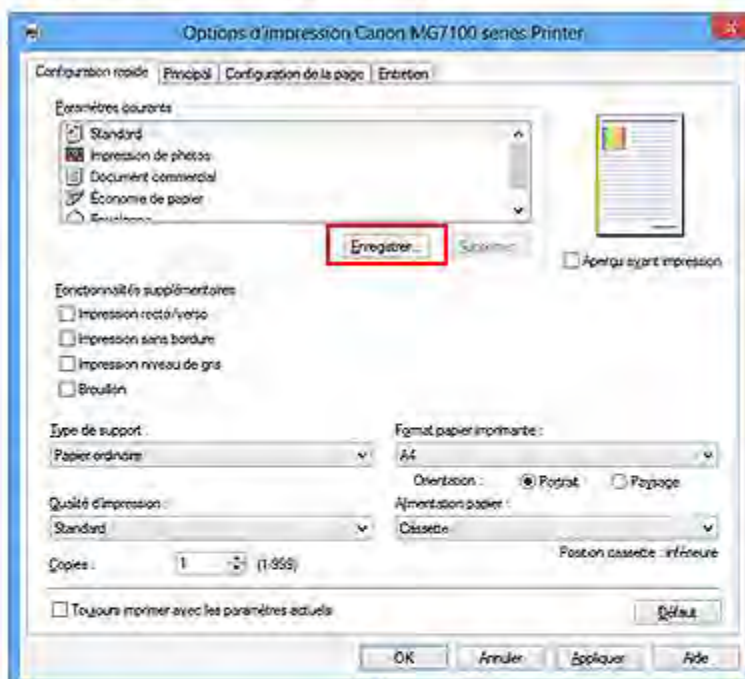 Options d'impression Canon MG7100 series Printer
Configuration rapide Principal Configuration de la page Entretien
Paramètres courants
Standard
Impression de photos
Document commercial
Économie de papier
Enveloppe
Enregistrer... Supprimer
Aperçu avant impression
Fonctionnalités supplémentaires
Impression recto/verso
Impression sans bordure
Impression niveau de gris
Brouillon
Type de support : Format papier imprimante :
Papier ordinaire A4
Orientation : Portrait Paysage
Qualité d'impression : Alimentation papier :
Standard Cassette
Position cassette : inférieure
Copies : 1 (1-999)
Toujours imprimer avec les paramètres actuels Défaut
OK Annuler Appliquer Aide